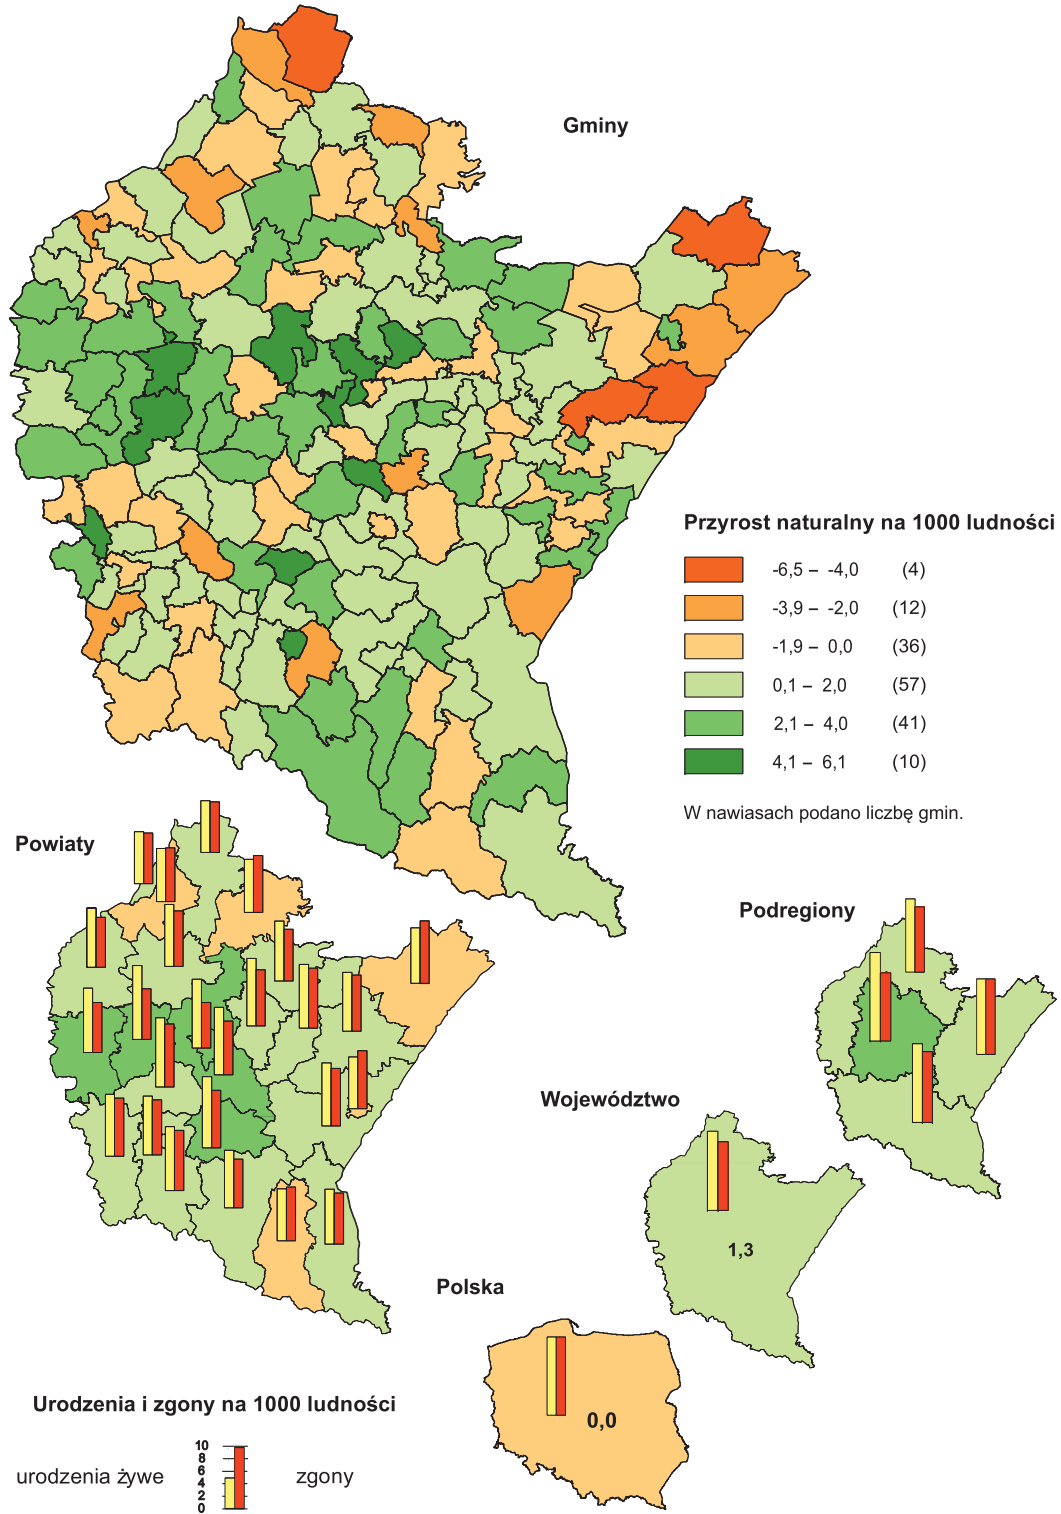 Gminy
Przyrost naturalny na 1000 ludności
-6,5 – -4,0 (4)
-3,9 – -2,0 (12)
-1,9 – 0,0 (36)
0,1 – 2,0 (57)
2,1 – 4,0 (41)
4,1 – 6,1 (10)
W nawiasach podano liczbę gmin.
Powiaty
Podregiony
Województwo
1,3
Polska
0,0
Urodzenia i zgony na 1000 ludności
10
8
6
4
2
0
urodzenia żywe
zgony